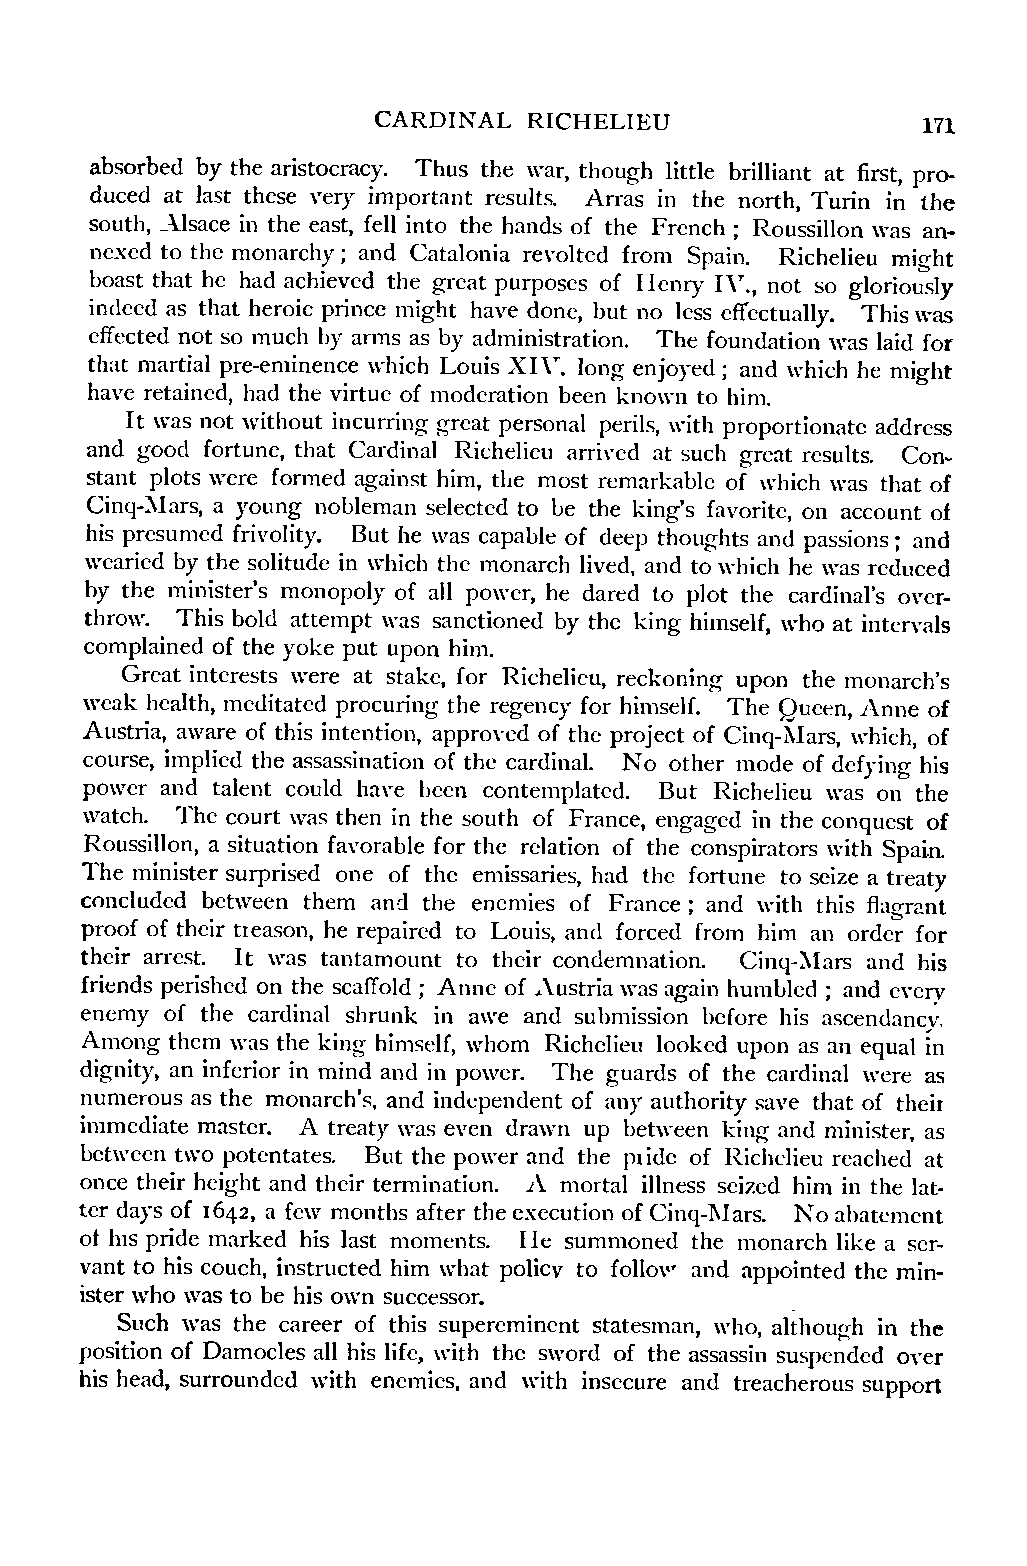 CARDINAL RICHELIEU 171
absorbed by the aristocracy. Thus the war, though little brilliant at first, pro-
duced at last these very important results. Arras in the north, Turin in the
south, Alsace in the east, fell into the hands of the French ; Roussillon was an-
nexed to the monarchy ; and Catalonia revolted from Spain. Richelieu might
boast that he had achieved the great purposes of Henry IV., not so gloriously
indeed as that heroic prince might have done, but no less effectually. This was
effected not so much by arms as by administration. The foundation was laid for
that martial pre-eminence which Louis XIV. long enjoyed ; and which he might
have retained, had the virtue of moderation been known to him.
It was not without incurring great personal perils, with proportionate address
and good fortune, that Cardinal Richelieu arrived at such great results. Con-
stant plots were formed against him, the most remarkable of which was that of
Cinq-Mars, a young nobleman selected to be the king's favorite, on account of
his presumed frivolity. But he was capable of deep thoughts and passions ; and
wearied by the solitude in which the monarch lived, and to which he was reduced
by the minister's monopoly of all power, he dared to plot the cardinal's over-
throw. This bold attempt was sanctioned by the king himself, who at intervals
complained of the yoke put upon him.
Great interests were at stake, for Richelieu, reckoning upon the monarch's
weak health, meditated procuring the regency for himself. The Queen, Anne of
Austria, aware of this intention, approved of the project of Cinq-Mars, which, of
course, implied the assassination of the cardinal. No other mode of defying his
power and talent could have been contemplated. But Richelieu was on the
watch. The court was then in the south of France, engaged in the conquest of
Roussillon, a situation favorable for the relation of the conspirators with Spain.
The minister surprised one of the emissaries, had the fortune to seize a treaty
concluded between them and the enemies of France ; and with this flagrant
proof of their treason, he repaired to Louis, and forced from him an order for
their arrest. It was tantamount to their condemnation. Cinq-Mars and his
friends perished on the scaffold ; Anne of Austria was again humbled ; and every
enemy of the cardinal shrunk in awe and submission before his ascendancy.
Among them was the king himself, whom Richelieu looked upon as an equal in
dignity, an inferior in mind and in power. The guards of the cardinal were as
numerous as the monarch's, and independent of any authority save that of their
immediate master. A treaty was even drawn up between king and minister, as
between two potentates. But the power and the pride of Richelieu reached at
once their height and their termination. A mortal illness seized him in the lat-
ter days of 1642, a few months after the execution of Cinq-Mars. No abatement
of his pride marked his last moments. He summoned the monarch like a ser-
vant to his couch, instructed him what policy to follow and appointed the min-
ister who was to be his own successor.
Such was the career of this supereminent statesman, who, although in the
position of Damocles all his life, with the sword of the assassin suspended over
his head, surrounded with enemies, and with insecure and treacherous support